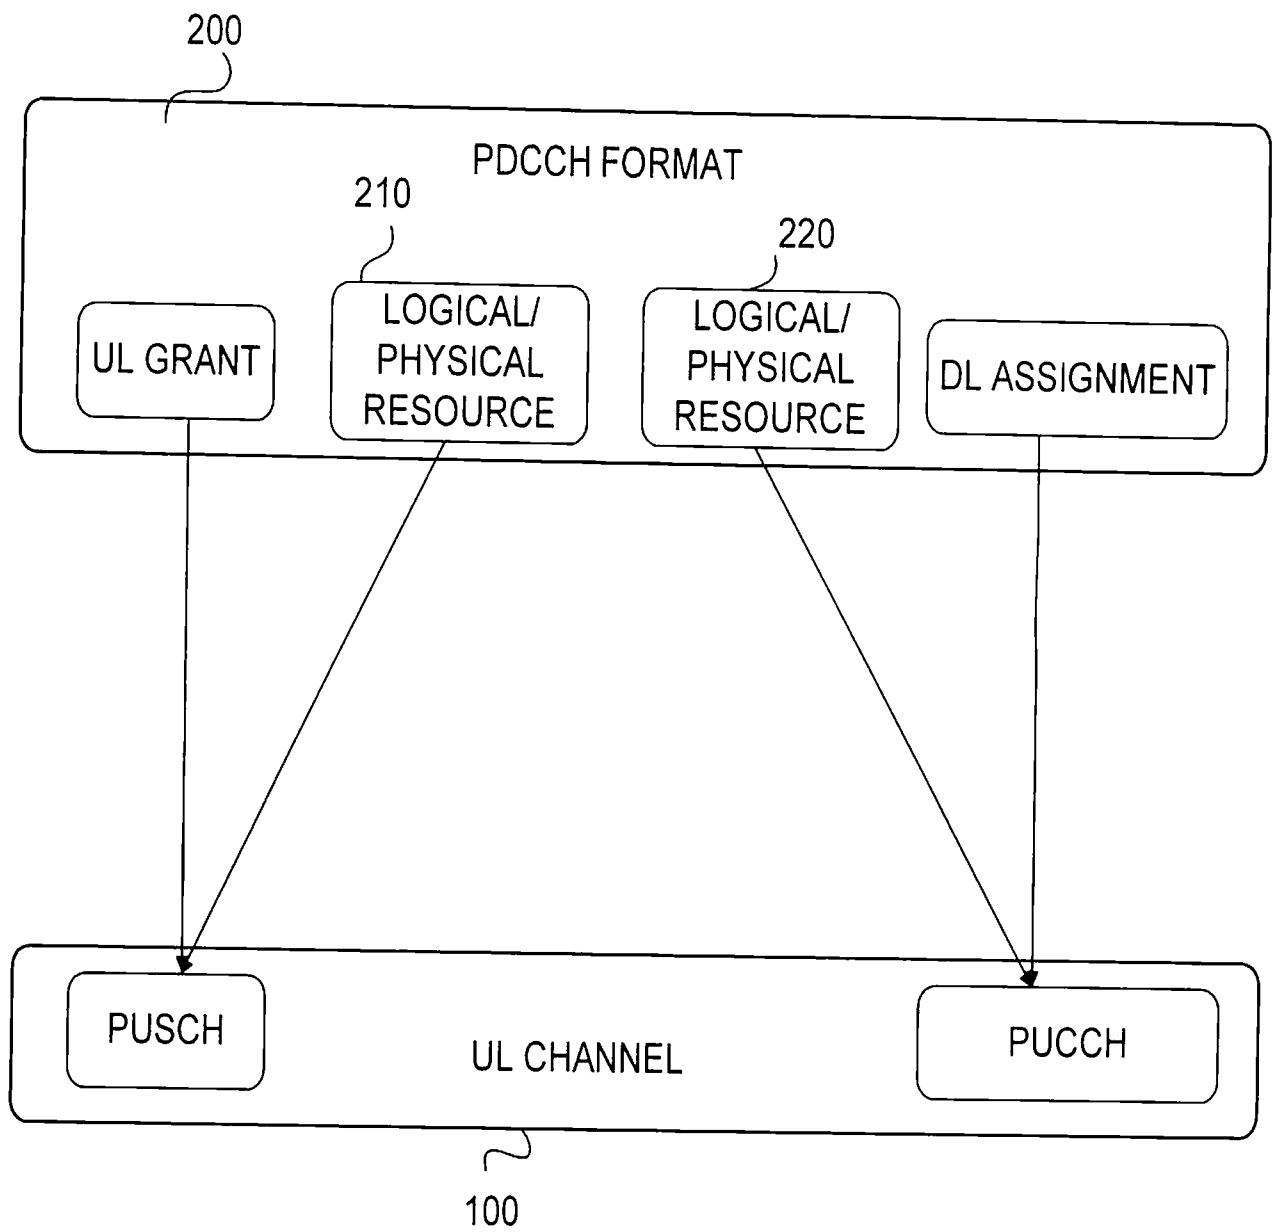 200
PDCCH FORMAT
210
220
UL GRANT
LOGICAL/
PHYSICAL
RESOURCE
LOGICAL/
PHYSICAL
RESOURCE
DL ASSIGNMENT
PUSCH
UL CHANNEL
PUCCH
100